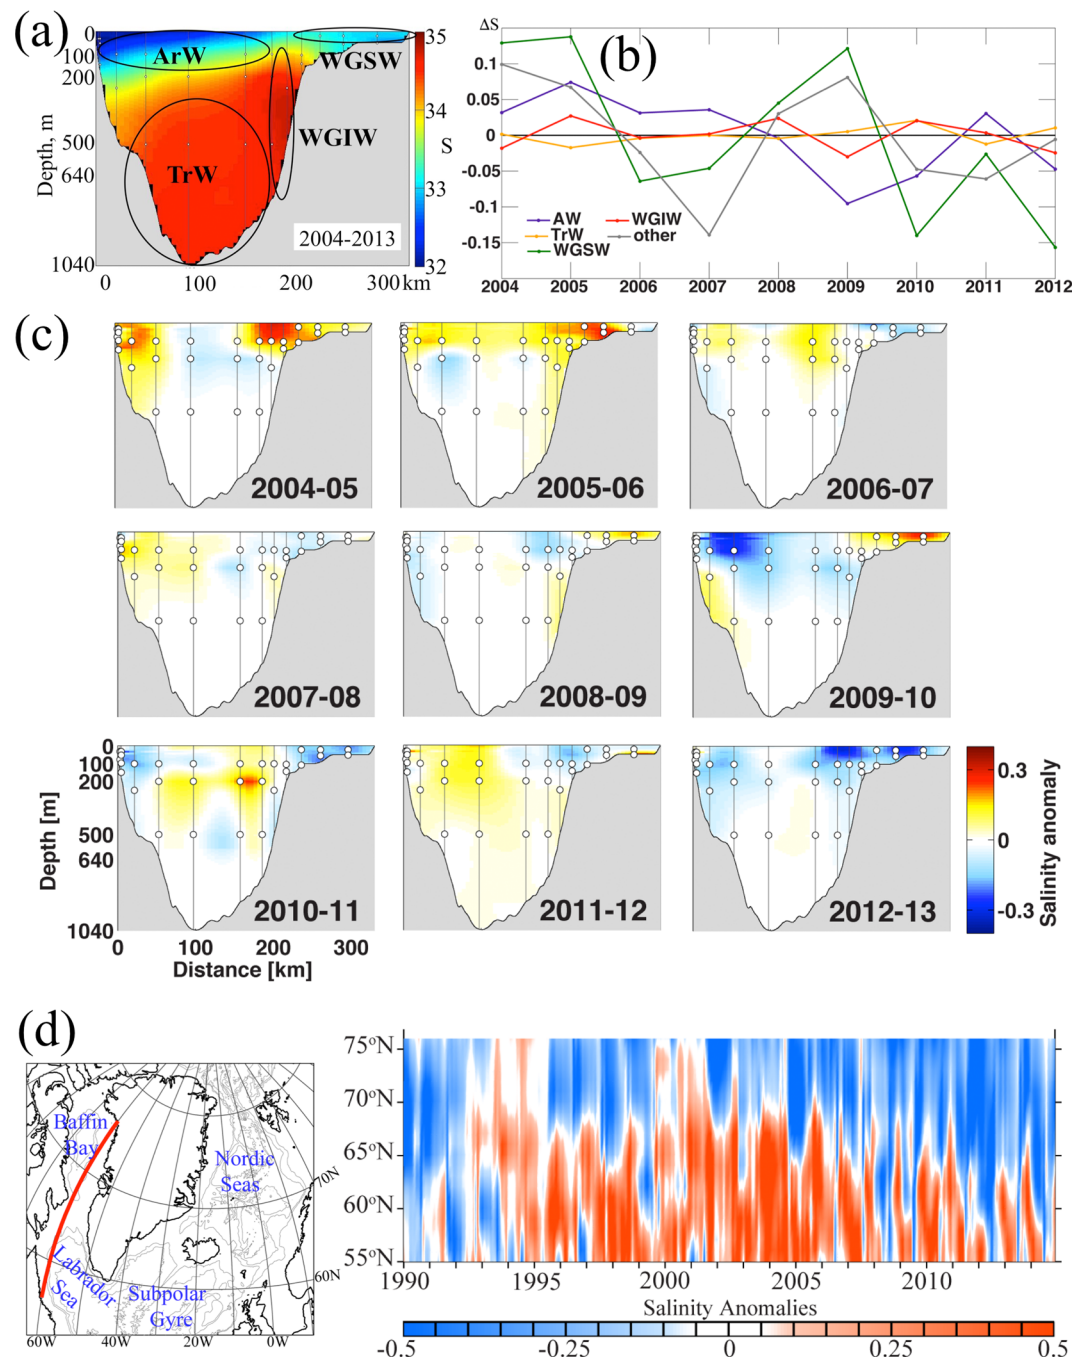 (a)
0
100
200
500
640
1040
Depth, m
ArW
WGSW
WGIW
TrW
2004-2013
0
100
200
300 km
35
34
S
33
32
(b)
ΔS
0.1
0.05
0
-0.05
-0.1
-0.15
AW
WGIW
TrW
other
WGSW
2004
2005
2006
2007
2008
2009
2010
2011
2012
(c)
2004-05
2005-06
2006-07
2007-08
2008-09
2009-10
0
100
200
500
640
1040
Depth [m]
2010-11
2011-12
2012-13
0
100
200
300
Distance [km]
0.3
0
-0.3
Salinity anomaly
(d)
Baffin
Bay
Nordic
Seas
70N
Labrador
Sea
60N
Subpolar
Gyre
60W
40W
20W
0W
75°N
70°N
65°N
60°N
55°N
1990
1995
2000
2005
2010
Salinity Anomalies
-0.5
-0.25
0
0.25
0.5